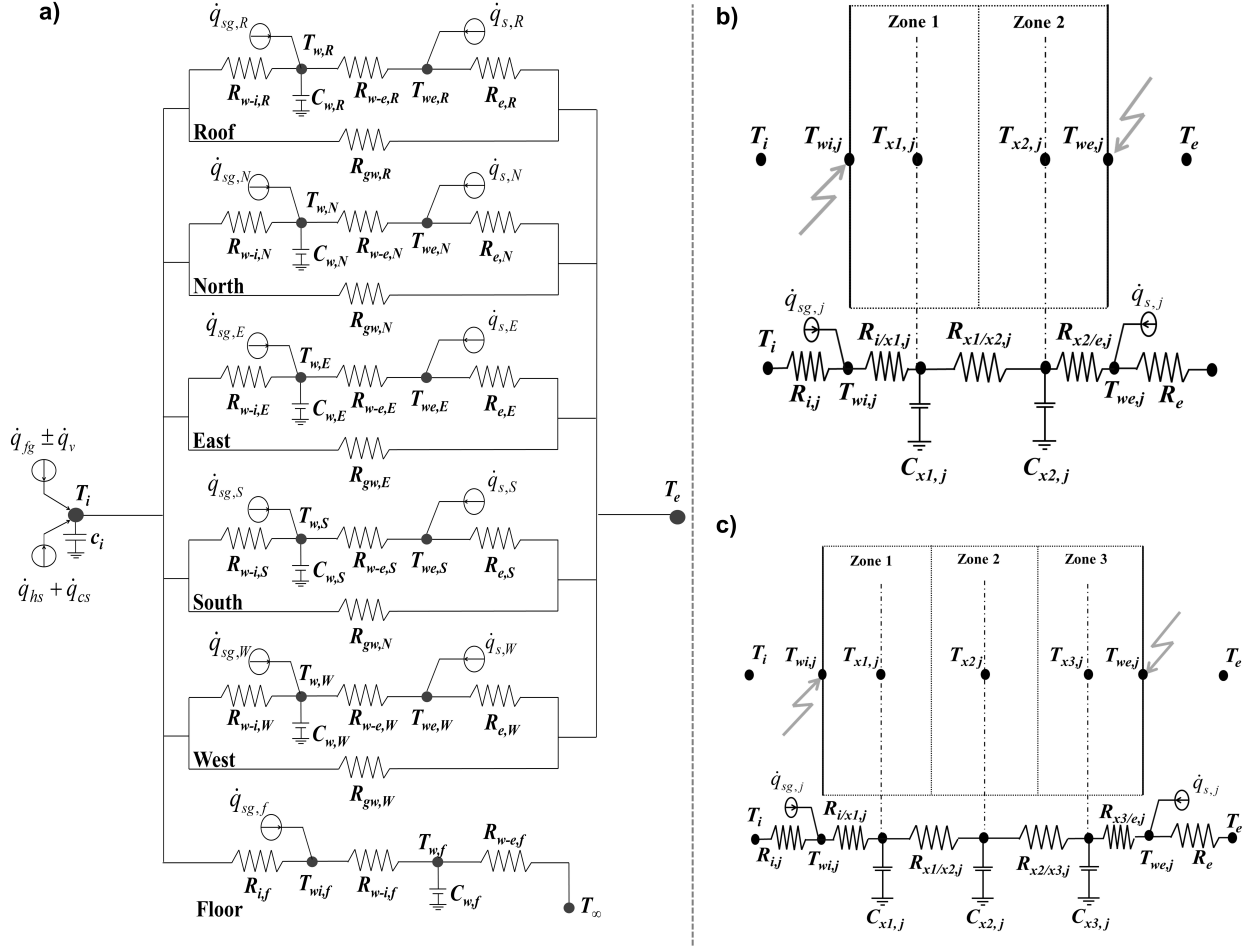 a)
q̇sg,R
q̇s,R
Tw,R
Rw-i,R
Cw,R
Rw-e,R
Twe,R
Re,R
Roof
Rgw,R
q̇sg,N
q̇s,N
Tw,N
Rw-i,N
Cw,N
Rw-e,N
Twe,N
Re,N
North
Rgw,N
q̇sg,E
q̇s,E
Tw,E
Rw-i,E
Cw,E
Rw-e,E
Twe,E
Re,E
East
Rgw,E
q̇fg ± q̇v
Ti
ci
q̇hs + q̇cs
Te
q̇sg,S
q̇s,S
Tw,S
Rw-i,S
Cw,S
Rw-e,S
Twe,S
Re,S
South
Rgw,N
q̇sg,W
q̇s,W
Tw,W
Rw-i,W
Cw,W
Rw-e,W
Twe,W
Re,W
West
Rgw,W
q̇sg,f
Tw,f
Rw-e,f
Ri,f
Twi,f
Rw-i,f
Cw,f
T∞
Floor
b)
Zone 1
Zone 2
Ti
Twi,j
Tx1,j
Tx2,j
Twe,j
Te
q̇sg,j
q̇s,j
Ti
Ri/x1,j
Rx1/x2,j
Rx2/e,j
Ri,j
Twi,j
Twe,j
Re
Cx1,j
Cx2,j
c)
Zone 1
Zone 2
Zone 3
Ti
Twi,j
Tx1,j
Tx2,j
Tx3,j
Twe,j
Te
q̇sg,j
q̇s,j
Ti
Ri/x1,j
Rx3/e,j
Te
Ri,j
Twi,j
Rx1/x2,j
Rx2/x3,j
Twe,j
Re
Cx1,j
Cx2,j
Cx3,j